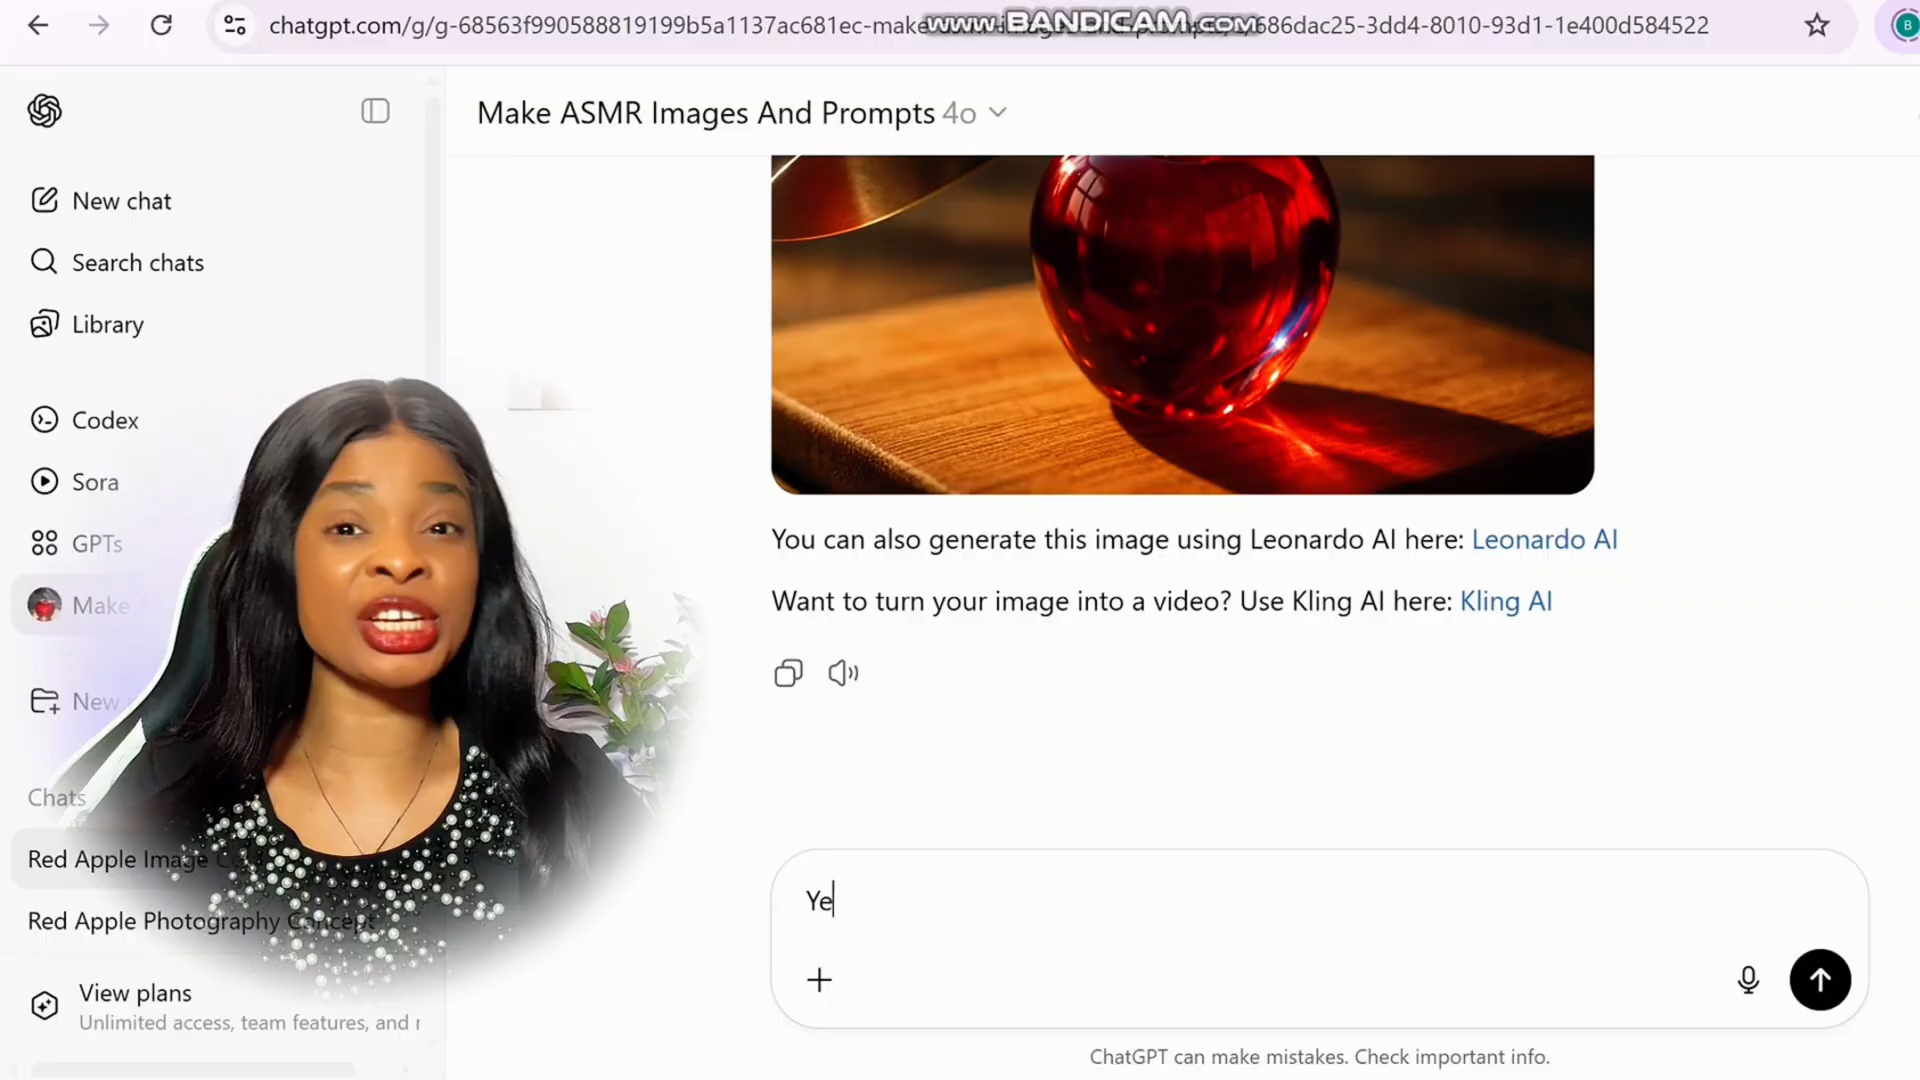 chatgpt.com/g/g-68563f990588819199b5a1137ac681ec-make
686dac25-3dd4-8010-93d1-1e400d584522
www.BANDICAM.com
B
Make ASMR Images And Prompts 4o
New chat
Search chats
Library
Codex
Sora
GPTs
Make
New
Chats
Red Apple Image Co
Red Apple Photography Concept
View plans
Unlimited access, team features, and r
You can also generate this image using Leonardo AI here: Leonardo AI
Want to turn your image into a video? Use Kling AI here: Kling AI
Ye
ChatGPT can make mistakes. Check important info.